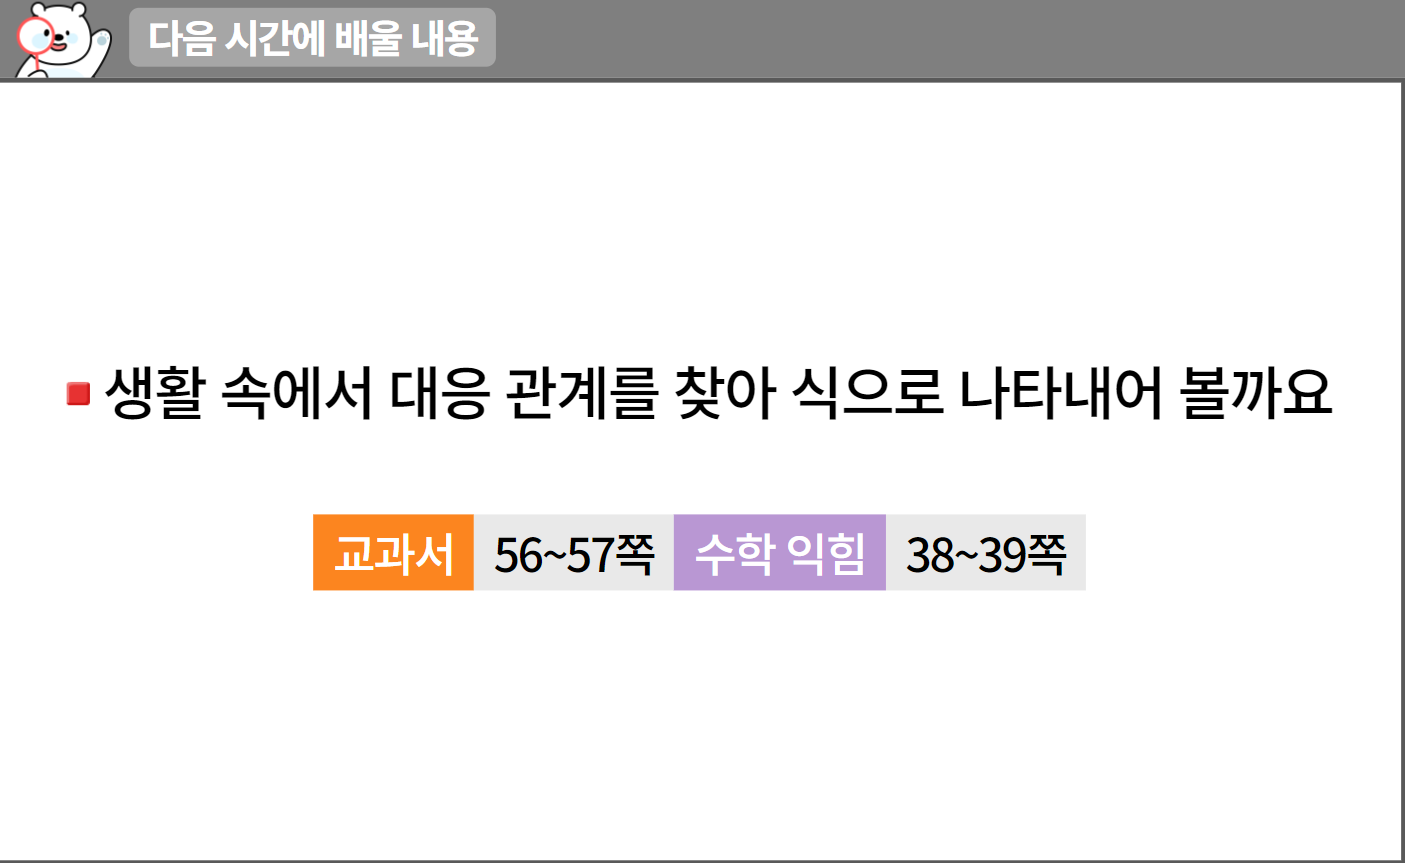 다음 시간에 배울 내용
생활 속에서 대응 관계를 찾아 식으로 나타내어 볼까요
교과서 56~57쪽 수학 익힘 38~39쪽